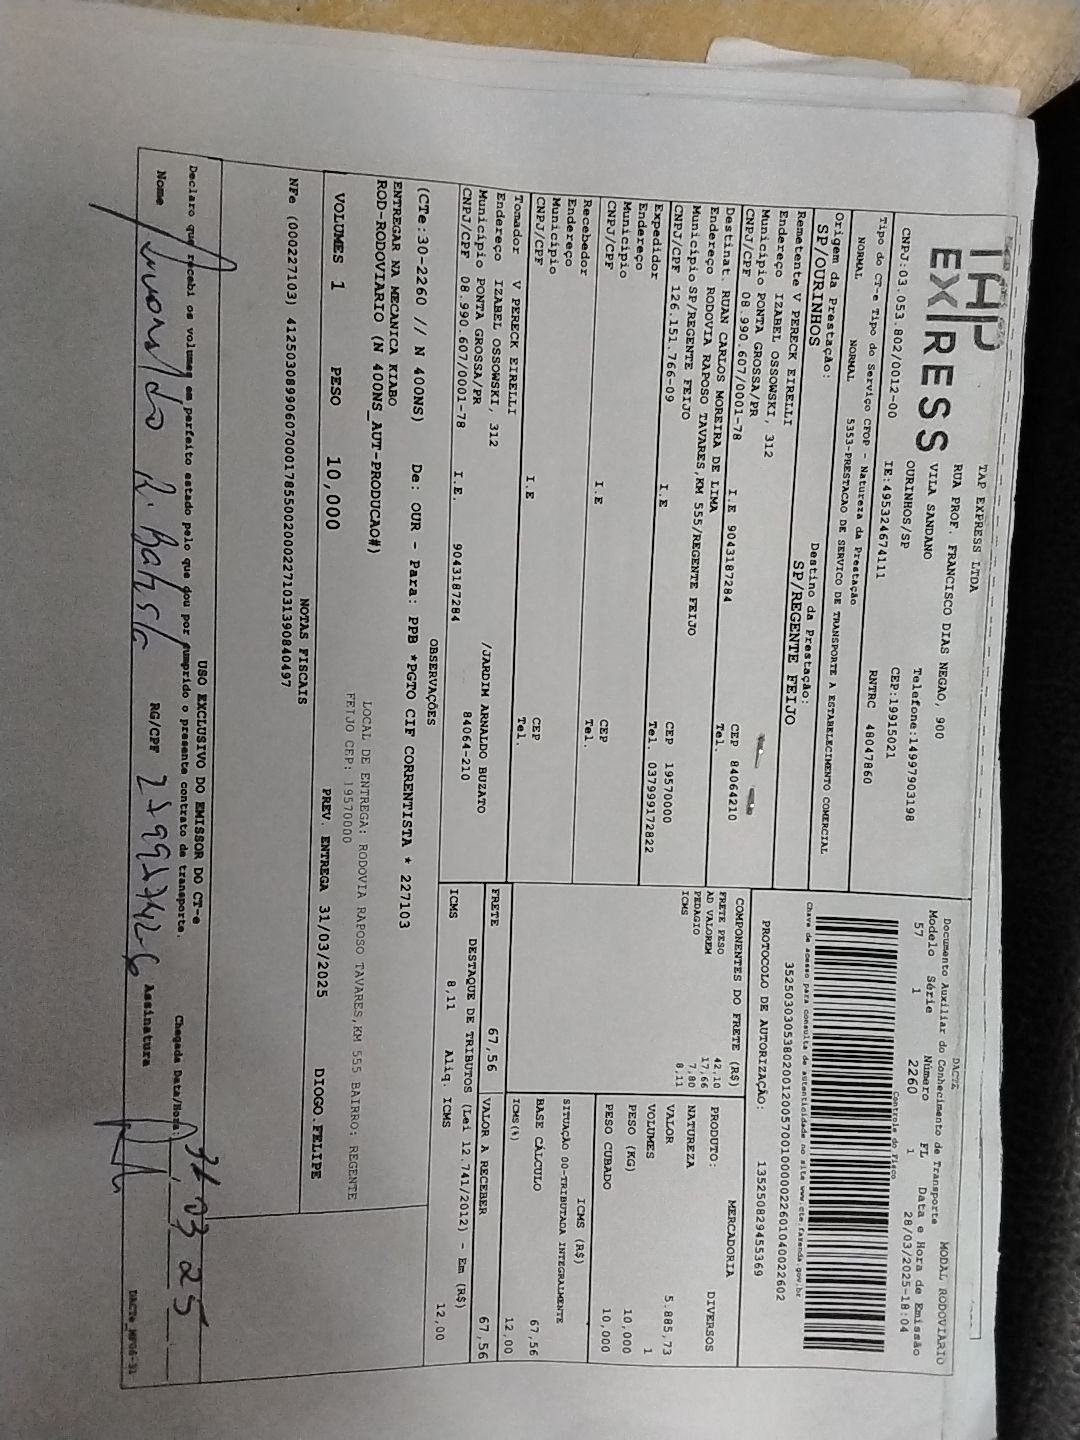 TAP
EXPRESS
TAP EXPRESS LTDA
RUA PROF. FRANCISCO DIAS NEGAO, 900
VILA SANDANO
OURINHOS/SP
Telefone:14997903198
CEP:19915021
CNPJ:03.053.802/0012-00
IE:495324674111
RNTRC 48047860
DACTE
Documento Auxiliar do Conhecimento de Transporte
MODAL RODOVIÁRIO
Modelo Série Número FL Data e Hora de Emissão
57 1 2260 1 28/03/2025-18:04
Controle do Fisco
Chave de acesso para consulta de autenticidade no site www.cte.fazenda.gov.br
35250303053802001200570010000022601040022602
PROTOCOLO DE AUTORIZAÇÃO: 135250829455369
Tipo do CT-e Tipo do Serviço CFOP - Natureza da Prestação
NORMAL NORMAL 5353-PRESTACAO DE SERVICO DE TRANSPORTE A ESTABELECIMENTO COMERCIAL
Origem da Prestação: Destino da Prestação:
SP/OURINHOS SP/REGENTE FEIJO
Remetente V PERECK EIRELLI
Endereço IZABEL OSSOWSKI, 312
Município PONTA GROSSA/PR CEP 84064210
CNPJ/CPF 08.990.607/0001-78 I.E 9043187284 Tel.
Destinat RUAN CARLOS MOREIRA DE LIMA
Endereço RODOVIA RAPOSO TAVARES,KM 555/REGENTE FEIJO
Município SP/REGENTE FEIJO CEP 19570000
CNPJ/CPF 126.151.766-09 I.E Tel. 037999172822
Expedidor
Endereço
Município CEP
CNPJ/CPF I.E Tel.
Recebedor
Endereço
Município CEP
CNPJ/CPF I.E Tel.
Tomador V PERECK EIRELLI
Endereço IZABEL OSSOWSKI, 312 /JARDIM ARNALDO BUZATO
Município PONTA GROSSA/PR 84064-210
CNPJ/CPF 08.990.607/0001-78 I.E. 9043187284
COMPONENTES DO FRETE (R$)
FRETE PESO 42,10
AD VALOREM 17,66
PEDAGIO 7,80
ICMS 8,11
MERCADORIA
PRODUTO: DIVERSOS
NATUREZA
VALOR 5.885,73
VOLUMES 1
PESO (KG) 10,000
PESO CUBADO 10,000
ICMS (R$)
SITUAÇÃO 00-TRIBUTADA INTEGRALMENTE
BASE CÁLCULO 67,56
ICMS(%) 12,00
FRETE 67,56 VALOR A RECEBER 67,56
DESTAQUE DE TRIBUTOS (Lei 12.741/2012) - Em (R$)
ICMS 8,11 Aliq. ICMS 12,00
OBSERVAÇÕES
(CTe:30-2260 // N 400NS) De: OUR - Para: PPB *PGTO CIF CORRENTISTA * 227103
ENTREGAR NA MECANICA KIABO
ROD-RODOVIARIO (N 400NS_AUT-PRODUCAO#)
LOCAL DE ENTREGA: RODOVIA RAPOSO TAVARES,KM 555 BAIRRO: REGENTE
FEIJO CEP: 19570000
VOLUMES 1 PESO 10,000 PREV. ENTREGA 31/03/2025 DIOGO.FELIPE
NOTAS FISCAIS
NFe (000227103) 41250308990607000178550020002271031390840497
USO EXCLUSIVO DO EMISSOR DO CT-e
Declaro que recebi os volumes em perfeito estado pelo que dou por cumprido o presente contrato de transporte.
Chegada Data/Hora: 31 03 25
Nome RG/CPF Assinatura